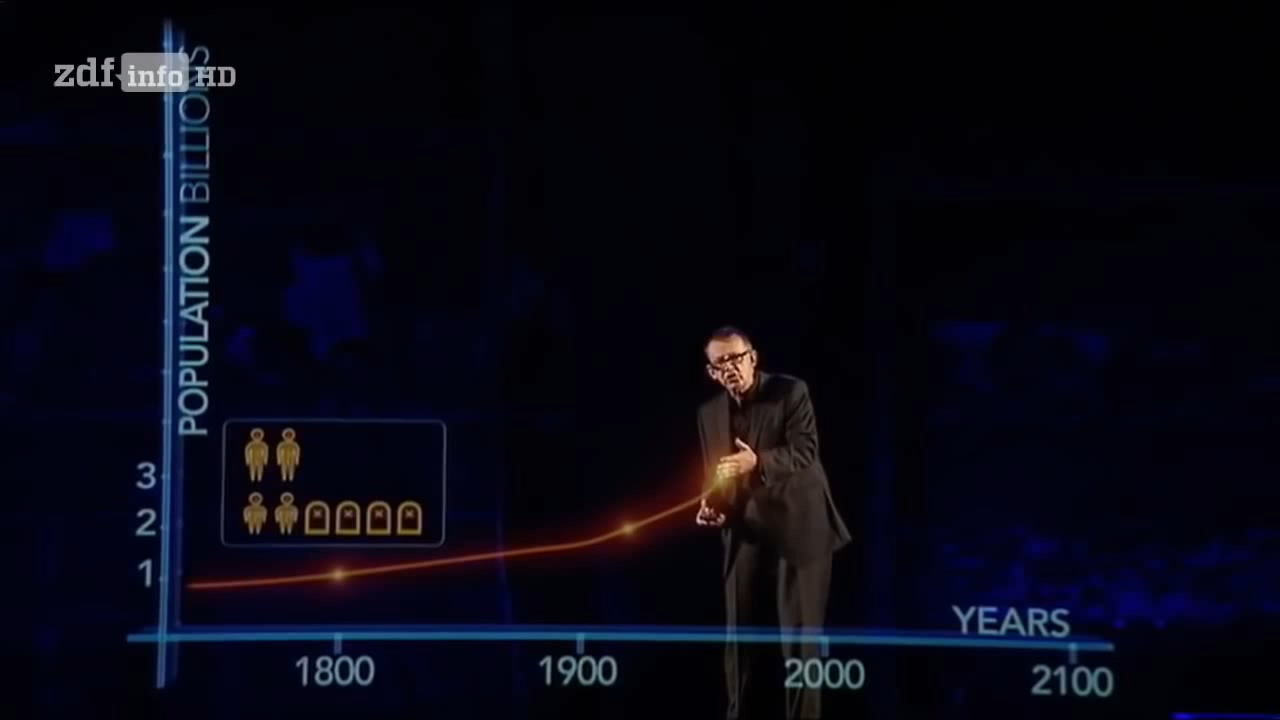 zdf info HD
POPULATION BILLIONS
3
2
1
YEARS
1800
1900
2000
2100